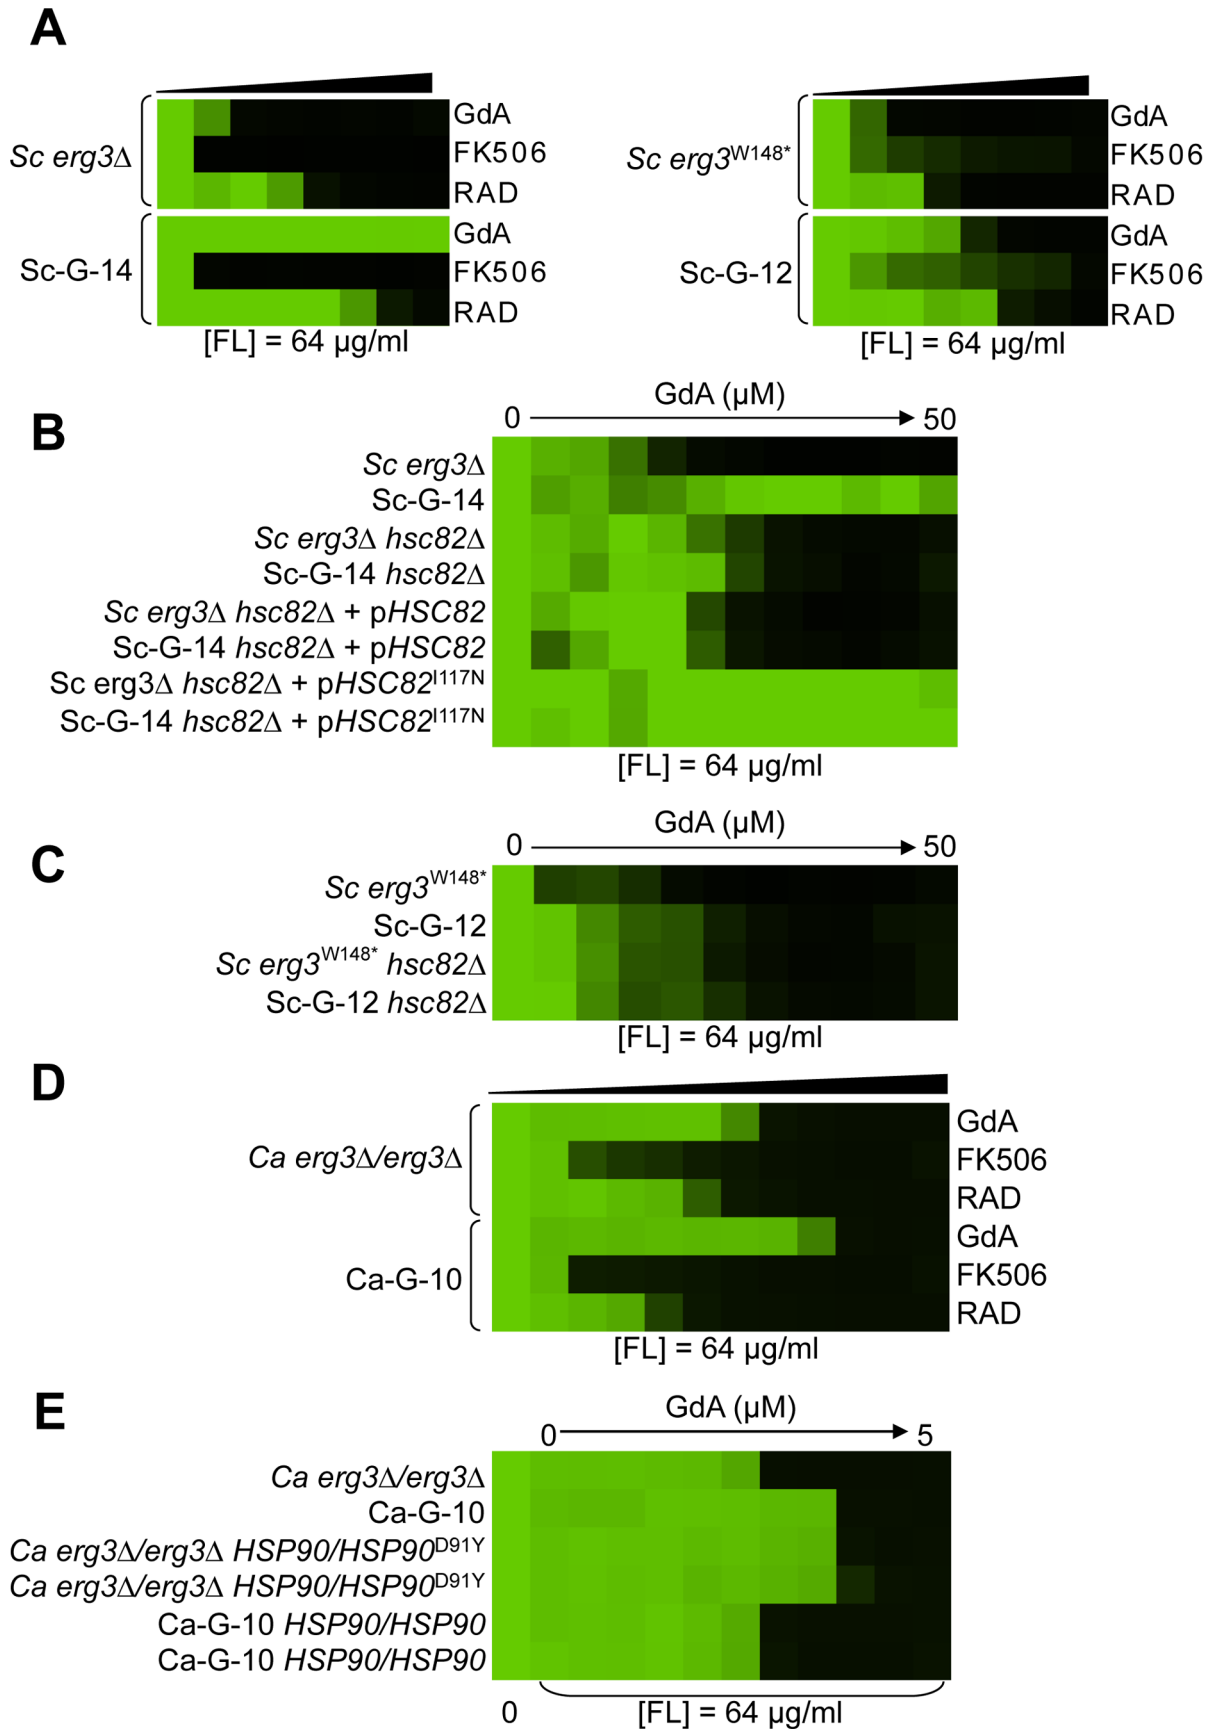 A
Sc erg3Δ
GdA
FK506
RAD
Sc-G-14
GdA
FK506
RAD
[FL] = 64 µg/ml
Sc erg3W148*
GdA
FK506
RAD
Sc-G-12
GdA
FK506
RAD
[FL] = 64 µg/ml
B
GdA (µM)
0 50
Sc erg3Δ
Sc-G-14
Sc erg3Δ hsc82Δ
Sc-G-14 hsc82Δ
Sc erg3Δ hsc82Δ + pHSC82
Sc-G-14 hsc82Δ + pHSC82
Sc erg3Δ hsc82Δ + pHSC82I117N
Sc-G-14 hsc82Δ + pHSC82I117N
[FL] = 64 µg/ml
C
GdA (µM)
0 50
Sc erg3W148*
Sc-G-12
Sc erg3W148* hsc82Δ
Sc-G-12 hsc82Δ
[FL] = 64 µg/ml
D
Ca erg3Δ/erg3Δ
GdA
FK506
RAD
Ca-G-10
GdA
FK506
RAD
[FL] = 64 µg/ml
E
GdA (µM)
0 5
Ca erg3Δ/erg3Δ
Ca-G-10
Ca erg3Δ/erg3Δ HSP90/HSP90D91Y
Ca erg3Δ/erg3Δ HSP90/HSP90D91Y
Ca-G-10 HSP90/HSP90
Ca-G-10 HSP90/HSP90
0 [FL] = 64 µg/ml